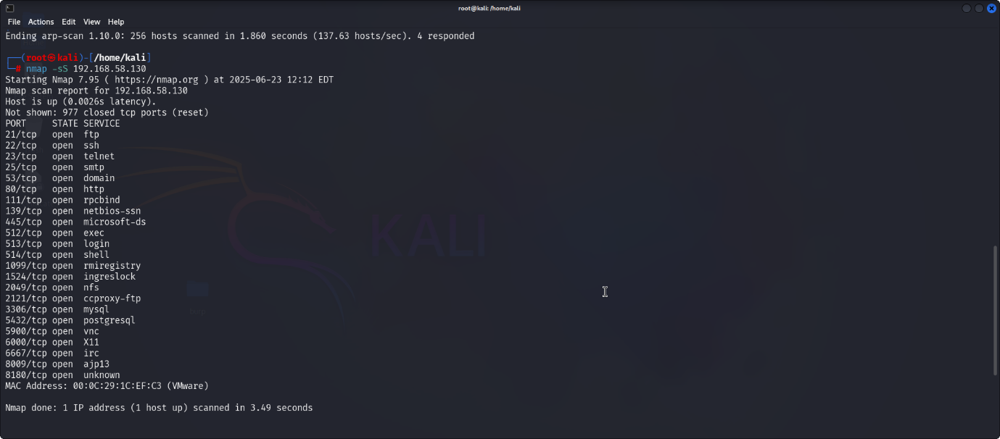 root@kali: /home/kali
File Actions Edit View Help
Ending arp-scan 1.10.0: 256 hosts scanned in 1.860 seconds (137.63 hosts/sec). 4 responded
┌──(root㉿kali)-[/home/kali]
└─# nmap -sS 192.168.58.130
Starting Nmap 7.95 ( https://nmap.org ) at 2025-06-23 12:12 EDT
Nmap scan report for 192.168.58.130
Host is up (0.0026s latency).
Not shown: 977 closed tcp ports (reset)
PORT     STATE SERVICE
21/tcp   open  ftp
22/tcp   open  ssh
23/tcp   open  telnet
25/tcp   open  smtp
53/tcp   open  domain
80/tcp   open  http
111/tcp  open  rpcbind
139/tcp  open  netbios-ssn
445/tcp  open  microsoft-ds
512/tcp  open  exec
513/tcp  open  login
514/tcp  open  shell
1099/tcp open  rmiregistry
1524/tcp open  ingreslock
2049/tcp open  nfs
2121/tcp open  ccproxy-ftp
3306/tcp open  mysql
5432/tcp open  postgresql
5900/tcp open  vnc
6000/tcp open  X11
6667/tcp open  irc
8009/tcp open  ajp13
8180/tcp open  unknown
MAC Address: 00:0C:29:1C:EF:C3 (VMware)
Nmap done: 1 IP address (1 host up) scanned in 3.49 seconds
KALI